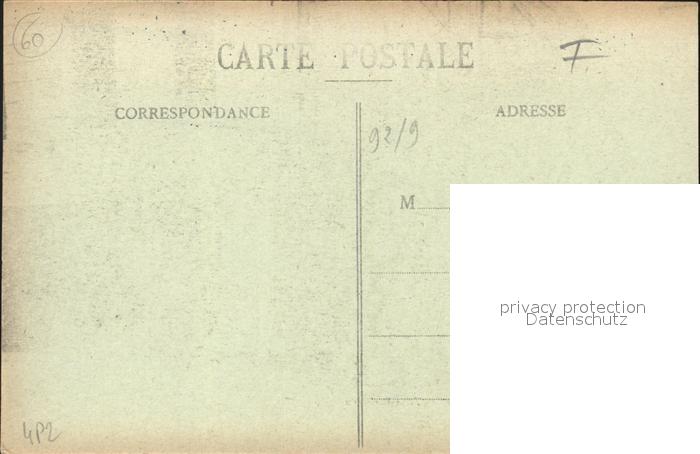 60
CARTE POSTALE
F
CORRESPONDANCE
ADRESSE
92/9
M
privacy protection
Datenschutz
4P2